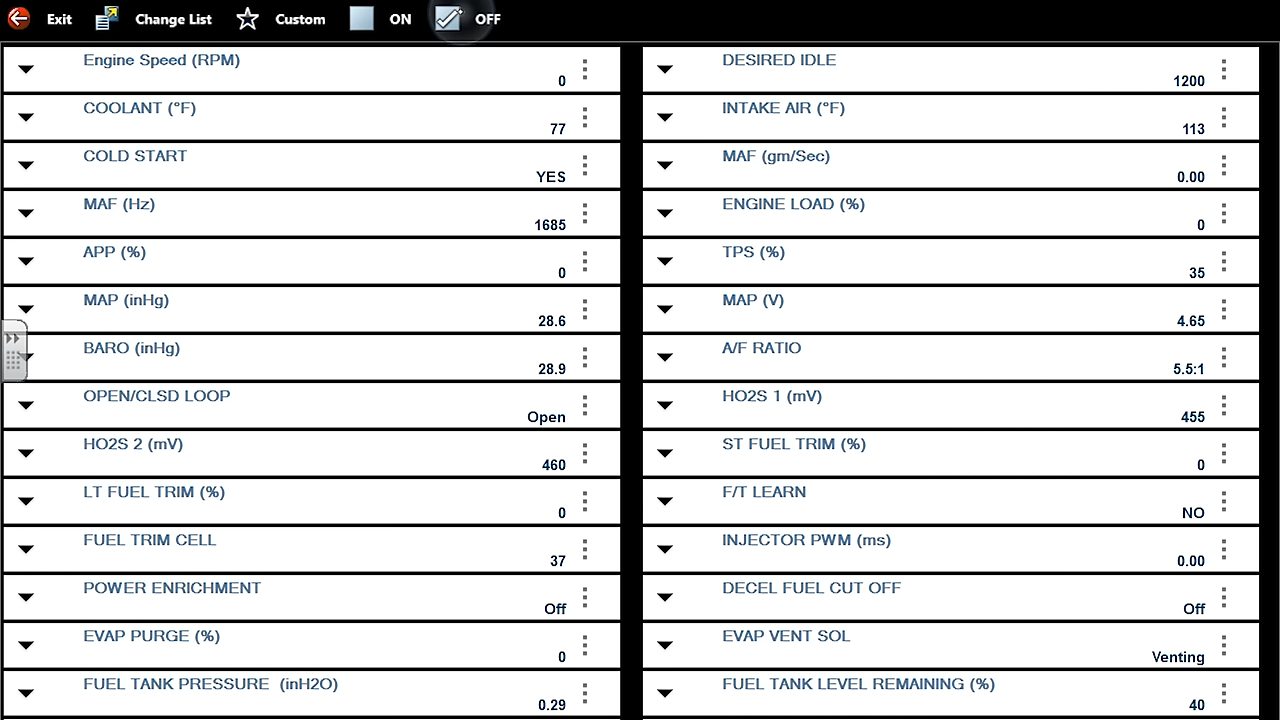 Exit Change List Custom ON OFF
Engine Speed (RPM) 0
DESIRED IDLE 1200
COOLANT (°F) 77
INTAKE AIR (°F) 113
COLD START YES
MAF (gm/Sec) 0.00
MAF (Hz) 1685
ENGINE LOAD (%) 0
APP (%) 0
TPS (%) 35
MAP (inHg) 28.6
MAP (V) 4.65
BARO (inHg) 28.9
A/F RATIO 5.5:1
OPEN/CLSD LOOP Open
HO2S 1 (mV) 455
HO2S 2 (mV) 460
ST FUEL TRIM (%) 0
LT FUEL TRIM (%) 0
F/T LEARN NO
FUEL TRIM CELL 37
INJECTOR PWM (ms) 0.00
POWER ENRICHMENT Off
DECEL FUEL CUT OFF Off
EVAP PURGE (%) 0
EVAP VENT SOL Venting
FUEL TANK PRESSURE (inH2O) 0.29
FUEL TANK LEVEL REMAINING (%) 40